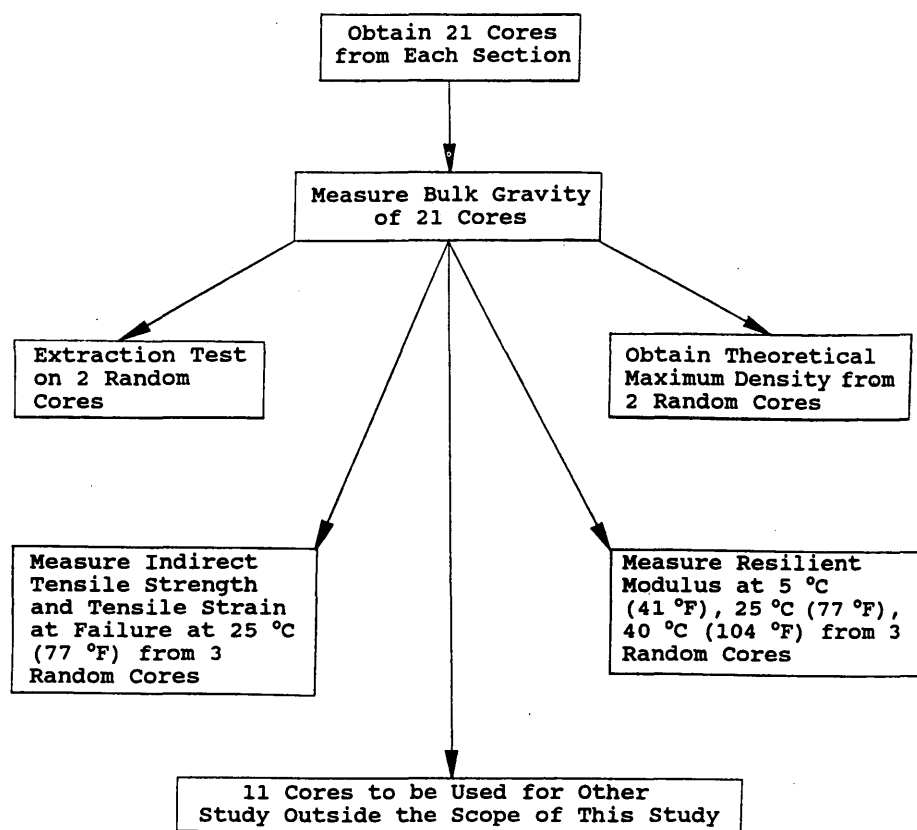 Obtain 21 Cores
from Each Section
Measure Bulk Gravity
of 21 Cores
Extraction Test
on 2 Random
Cores
Obtain Theoretical
Maximum Density from
2 Random Cores
Measure Indirect
Tensile Strength
and Tensile Strain
at Failure at 25 °C
(77 °F) from 3
Random Cores
Measure Resilient
Modulus at 5 °C
(41 °F), 25 °C (77 °F),
40 °C (104 °F) from 3
Random Cores
11 Cores to be Used for Other
Study Outside the Scope of This Study